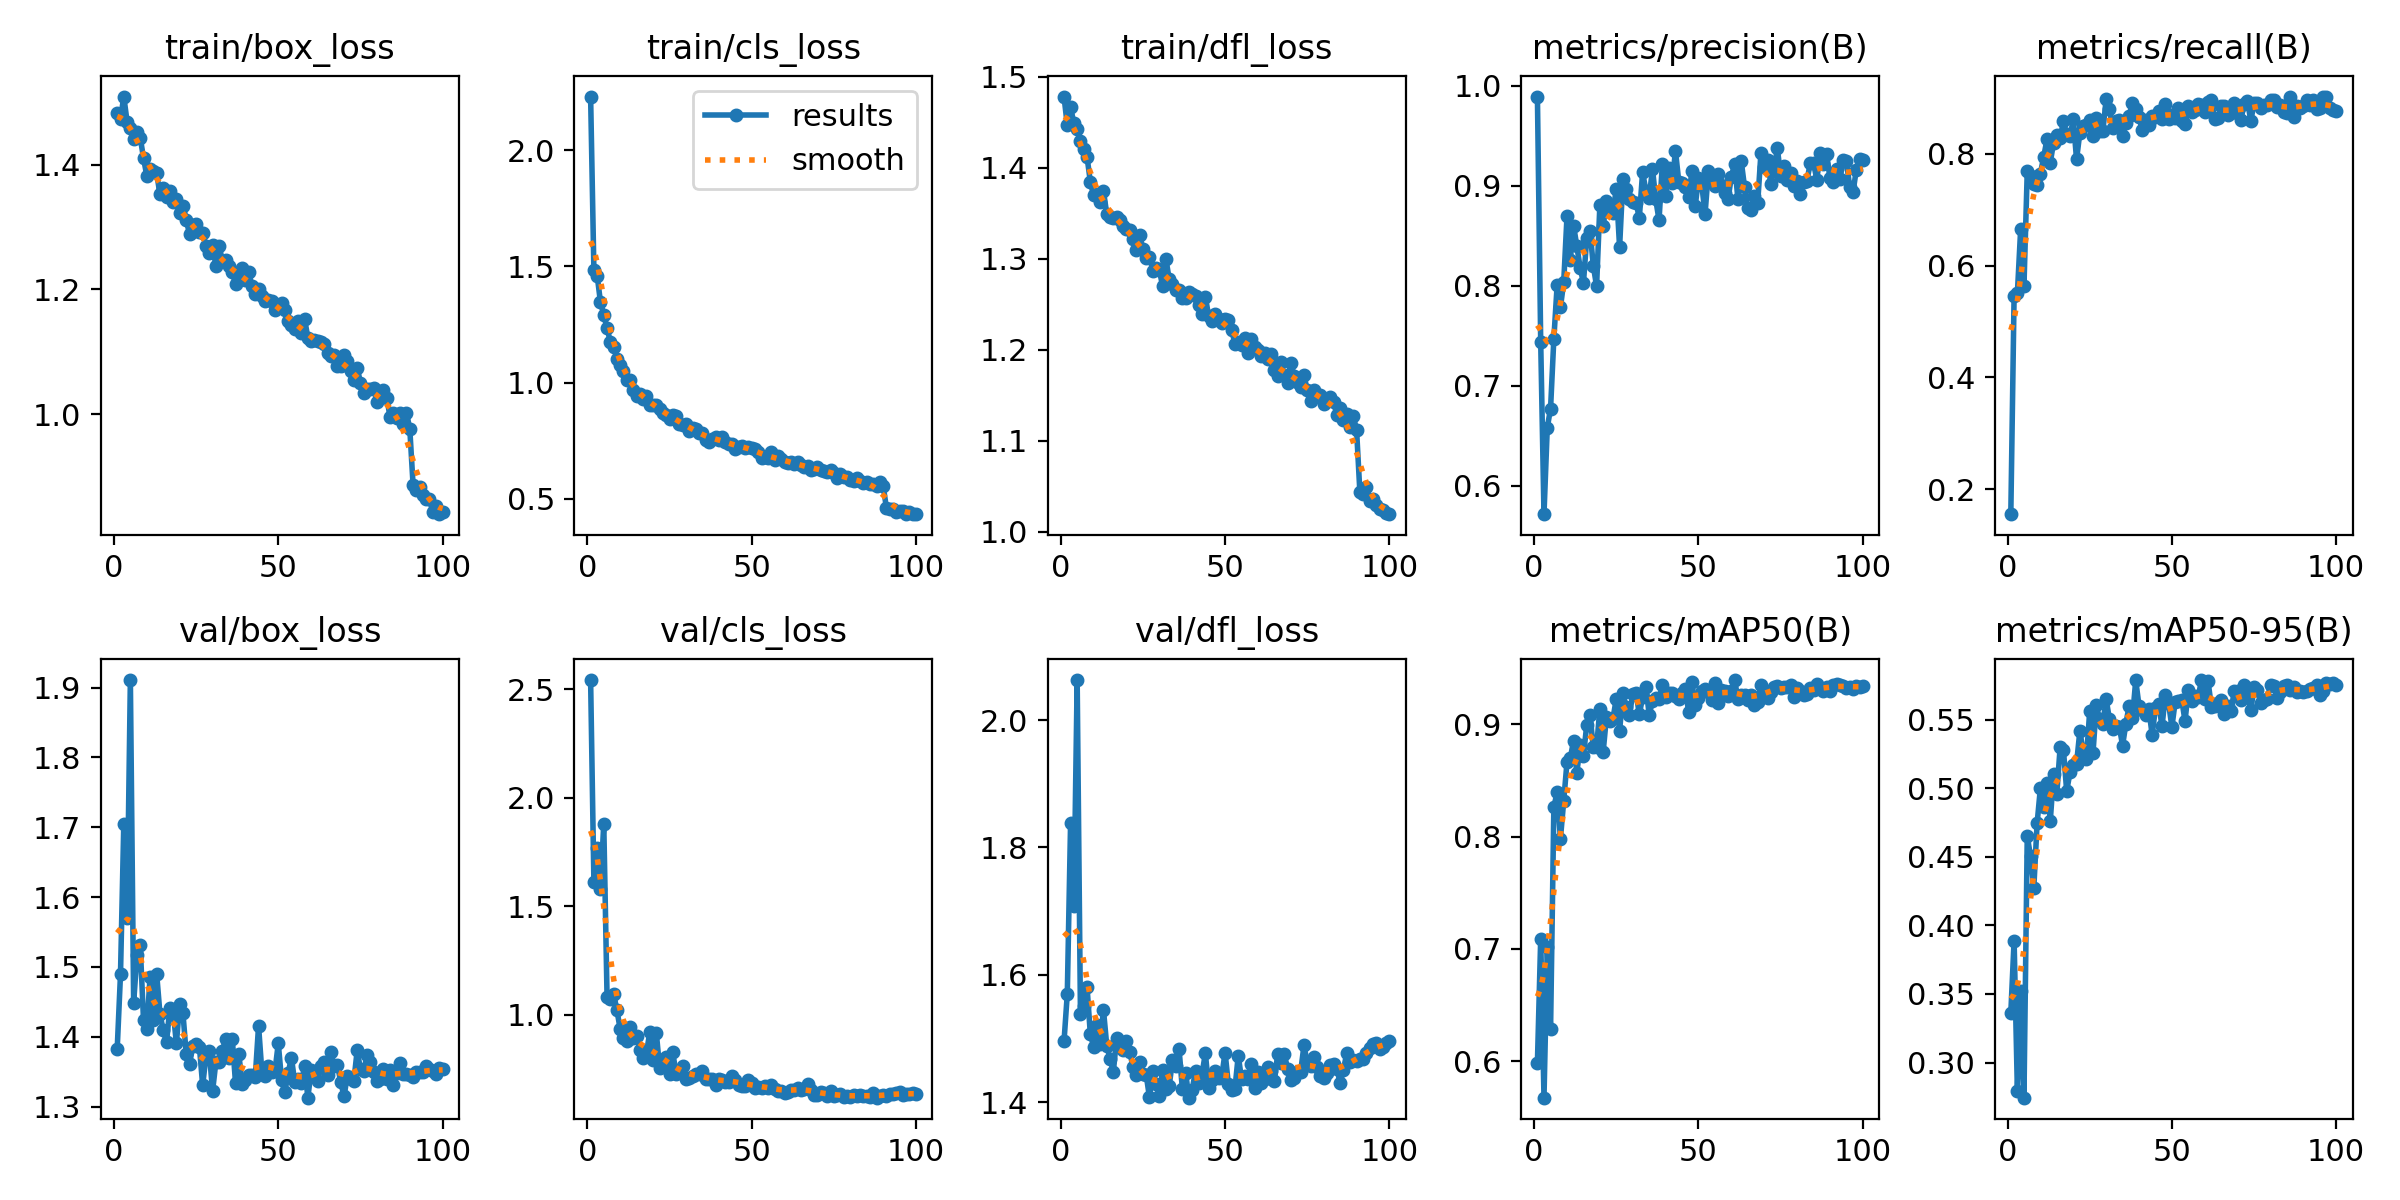 train/box_loss
1.4
1.2
1.0
0 50 100
train/cls_loss
results
smooth
2.0
1.5
1.0
0.5
0 50 100
train/dfl_loss
1.5
1.4
1.3
1.2
1.1
1.0
0 50 100
metrics/precision(B)
1.0
0.9
0.8
0.7
0.6
0 50 100
metrics/recall(B)
0.8
0.6
0.4
0.2
0 50 100
val/box_loss
1.9
1.8
1.7
1.6
1.5
1.4
1.3
0 50 100
val/cls_loss
2.5
2.0
1.5
1.0
0 50 100
val/dfl_loss
2.0
1.8
1.6
1.4
0 50 100
metrics/mAP50(B)
0.9
0.8
0.7
0.6
0 50 100
metrics/mAP50-95(B)
0.55
0.50
0.45
0.40
0.35
0.30
0 50 100